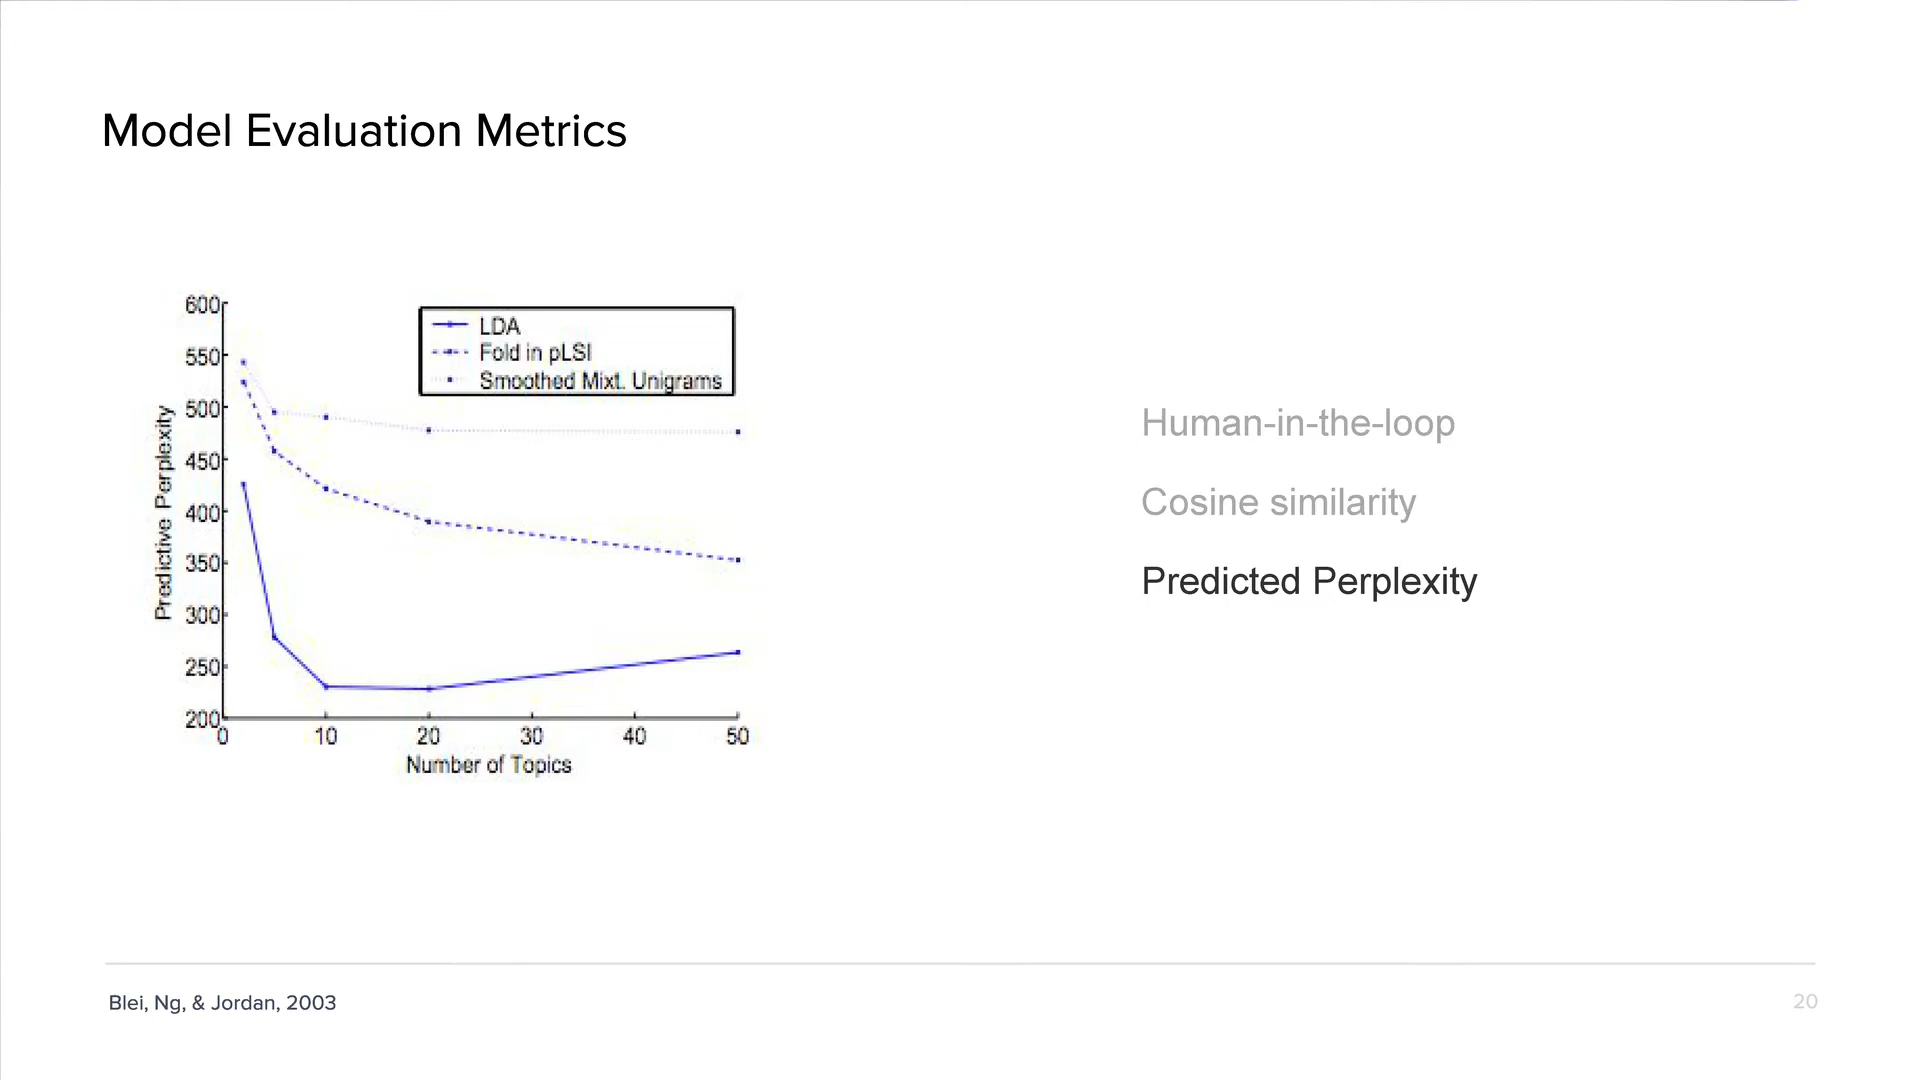 Model Evaluation Metrics
600
550
500
450
400
350
300
250
200
Predictive Perplexity
LDA
Fold in pLSI
Smoothed Mixt. Unigrams
0 10 20 30 40 50
Number of Topics
Human-in-the-loop
Cosine similarity
Predicted Perplexity
Blei, Ng, & Jordan, 2003
20